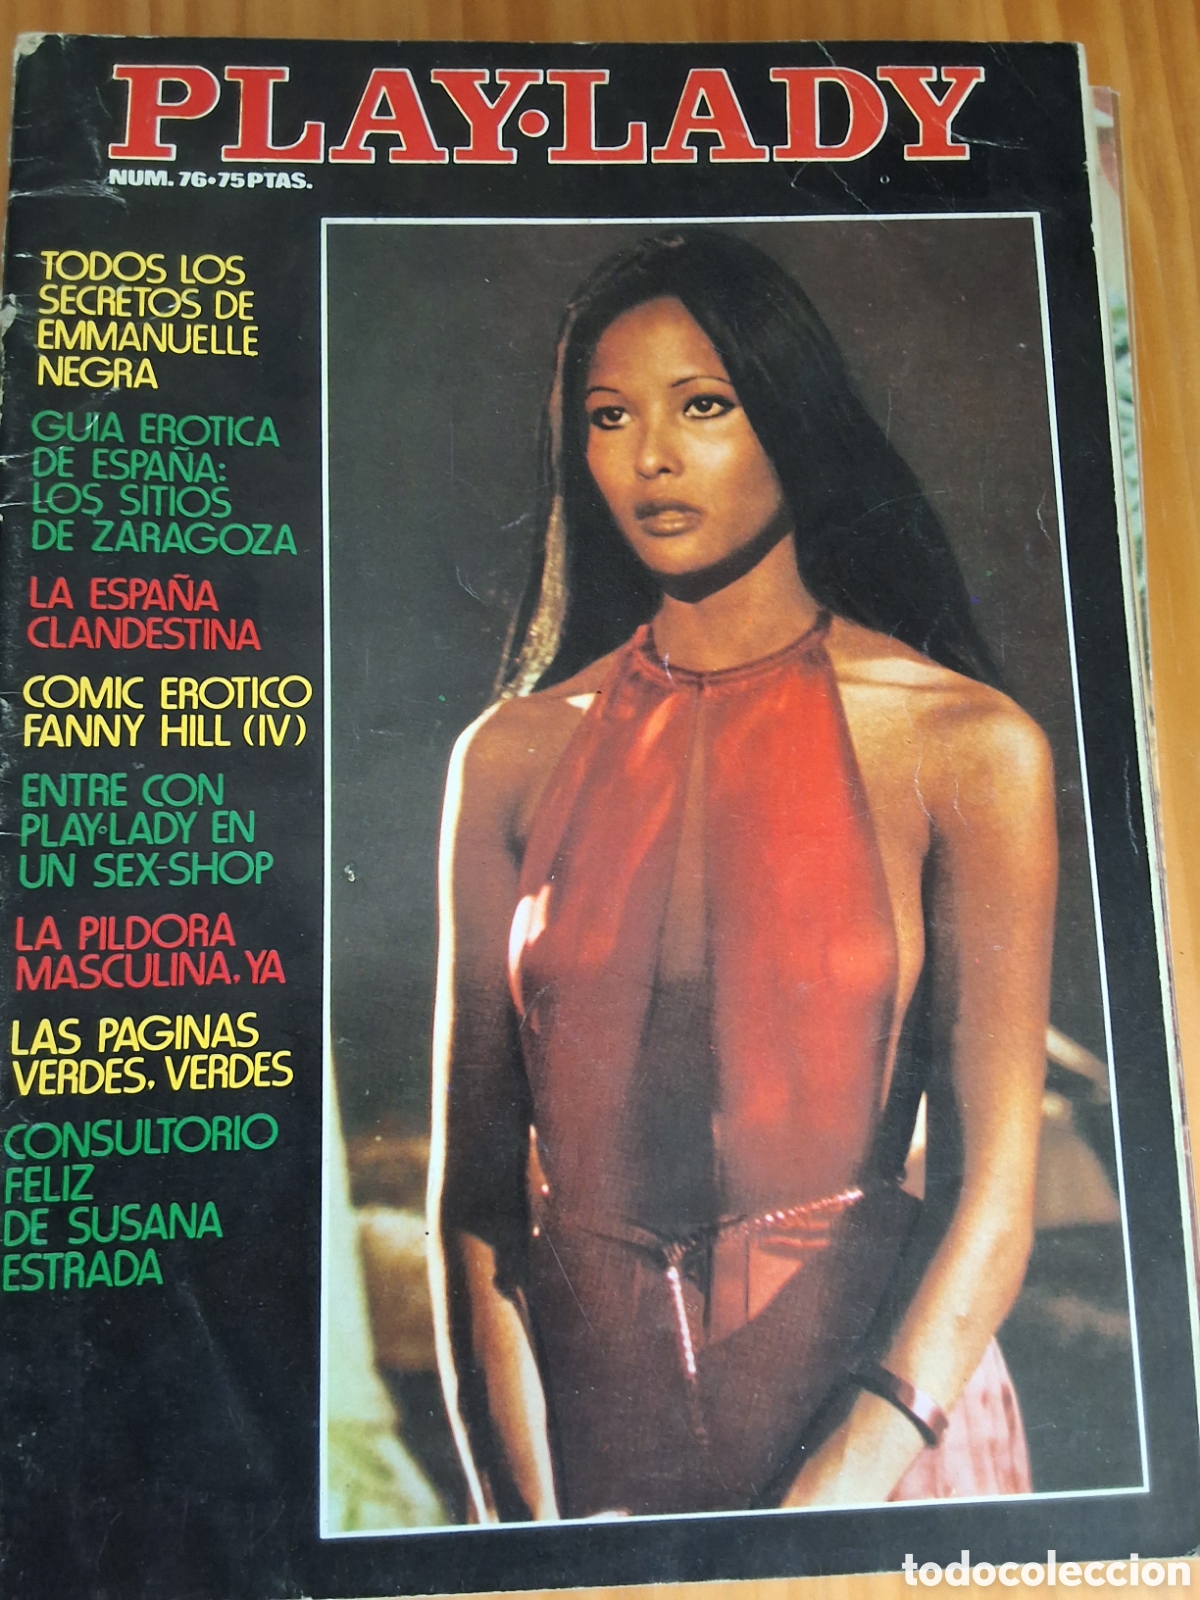 PLAY·LADY
NUM. 76·75 PTAS.
TODOS LOS
SECRETOS DE
EMMANUELLE
NEGRA
GUIA EROTICA
DE ESPAÑA:
LOS SITIOS
DE ZARAGOZA
LA ESPAÑA
CLANDESTINA
COMIC EROTICO
FANNY HILL (IV)
ENTRE CON
PLAY·LADY EN
UN SEX-SHOP
LA PILDORA
MASCULINA, YA
LAS PAGINAS
VERDES, VERDES
CONSULTORIO
FELIZ
DE SUSANA
ESTRADA
todocoleccion